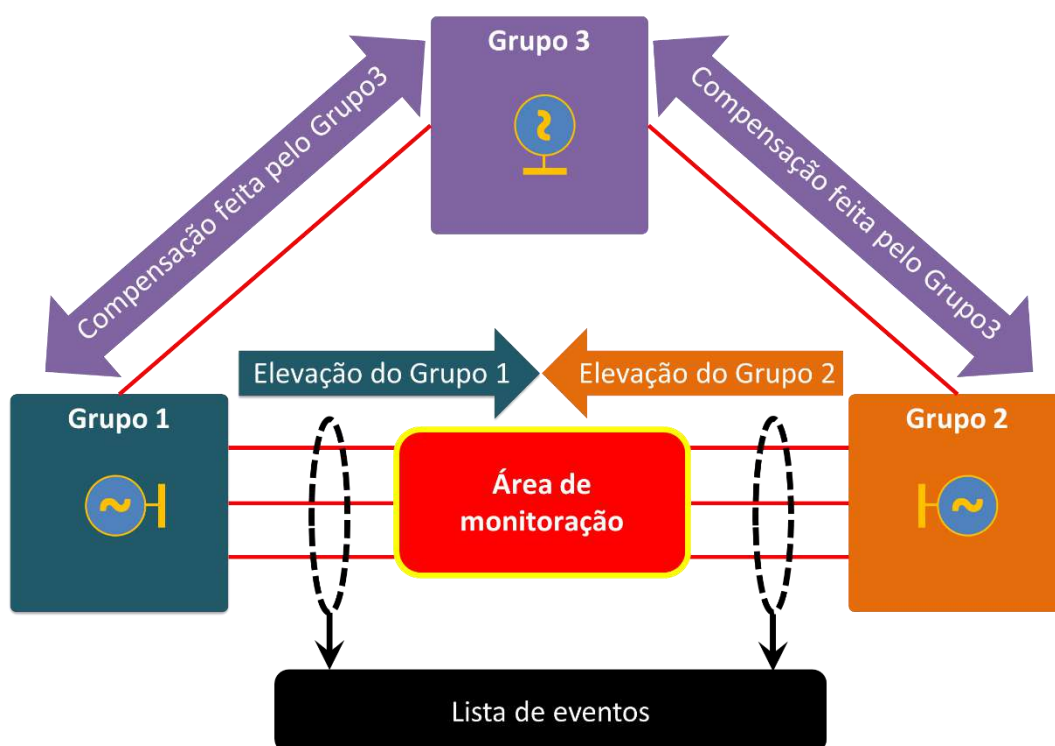 Grupo 3
Compensação feita pelo Grupo3
Compensação feita pelo Grupo3
Elevação do Grupo 1
Elevação do Grupo 2
Grupo 1
Grupo 2
Área de
monitoração
Lista de eventos